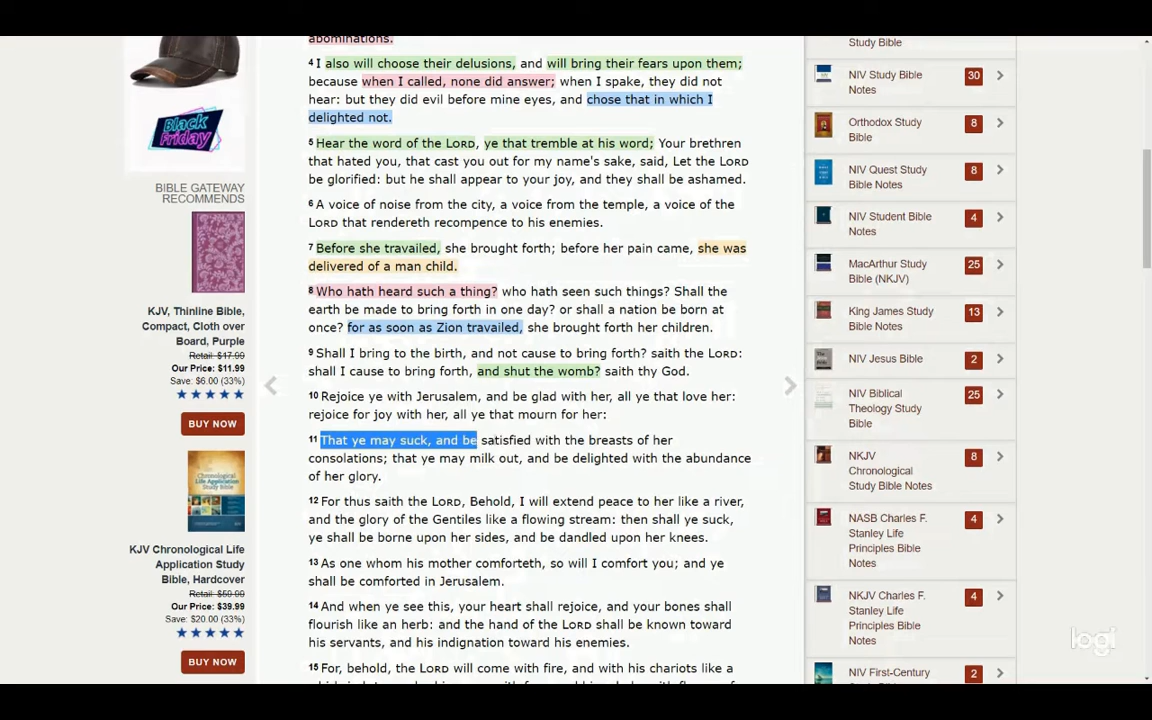 Black
Friday
BIBLE GATEWAY
RECOMMENDS
KJV, Thinline Bible,
Compact, Cloth over
Board, Purple
Retail: $17.99
Our Price: $11.99
Save: $6.00 (33%)
BUY NOW
KJV Chronological Life
Application Study
Bible, Hardcover
Retail: $59.99
Our Price: $39.99
Save: $20.00 (33%)
BUY NOW
abominations.
4 I also will choose their delusions, and will bring their fears upon them;
because when I called, none did answer; when I spake, they did not
hear: but they did evil before mine eyes, and chose that in which I
delighted not.
5 Hear the word of the LORD, ye that tremble at his word; Your brethren
that hated you, that cast you out for my name's sake, said, Let the LORD
be glorified: but he shall appear to your joy, and they shall be ashamed.
6 A voice of noise from the city, a voice from the temple, a voice of the
LORD that rendereth recompence to his enemies.
7 Before she travailed, she brought forth; before her pain came, she was
delivered of a man child.
8 Who hath heard such a thing? who hath seen such things? Shall the
earth be made to bring forth in one day? or shall a nation be born at
once? for as soon as Zion travailed, she brought forth her children.
9 Shall I bring to the birth, and not cause to bring forth? saith the LORD:
shall I cause to bring forth, and shut the womb? saith thy God.
10 Rejoice ye with Jerusalem, and be glad with her, all ye that love her:
rejoice for joy with her, all ye that mourn for her:
11 That ye may suck, and be satisfied with the breasts of her
consolations; that ye may milk out, and be delighted with the abundance
of her glory.
12 For thus saith the LORD, Behold, I will extend peace to her like a river,
and the glory of the Gentiles like a flowing stream: then shall ye suck,
ye shall be borne upon her sides, and be dandled upon her knees.
13 As one whom his mother comforteth, so will I comfort you; and ye
shall be comforted in Jerusalem.
14 And when ye see this, your heart shall rejoice, and your bones shall
flourish like an herb: and the hand of the LORD shall be known toward
his servants, and his indignation toward his enemies.
15 For, behold, the LORD will come with fire, and with his chariots like a
Study Bible
NIV Study Bible 30
Notes
Orthodox Study 8
Bible
NIV Quest Study 8
Bible Notes
NIV Student Bible 4
Notes
MacArthur Study 25
Bible (NKJV)
King James Study 13
Bible Notes
NIV Jesus Bible 2
NIV Biblical 25
Theology Study
Bible
NKJV 8
Chronological
Study Bible Notes
NASB Charles F. 4
Stanley Life
Principles Bible
Notes
NKJV Charles F. 4
Stanley Life
Principles Bible
Notes
NIV First-Century 2
logi